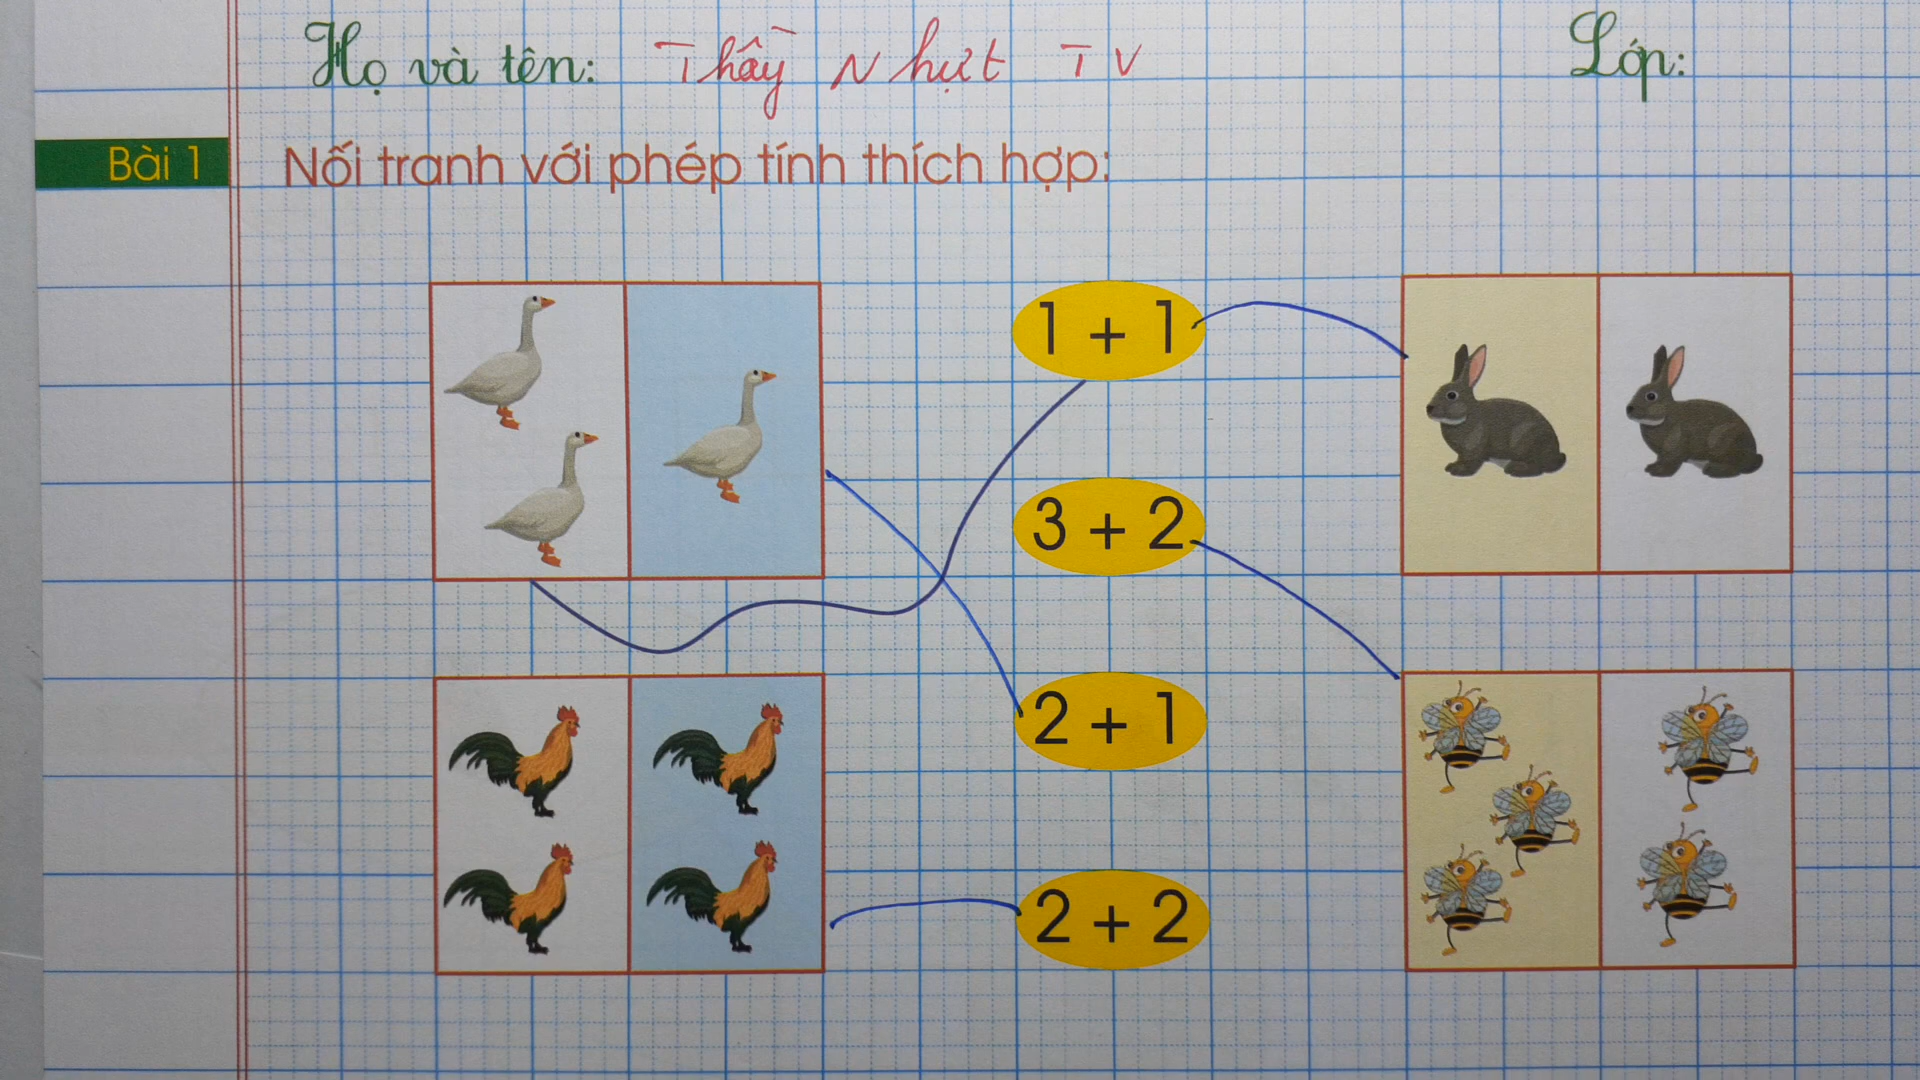 Họ và tên: Thầy Nhựt TV Lớp:
Bài 1 Nối tranh với phép tính thích hợp:
1 + 1
3 + 2
2 + 1
2 + 2